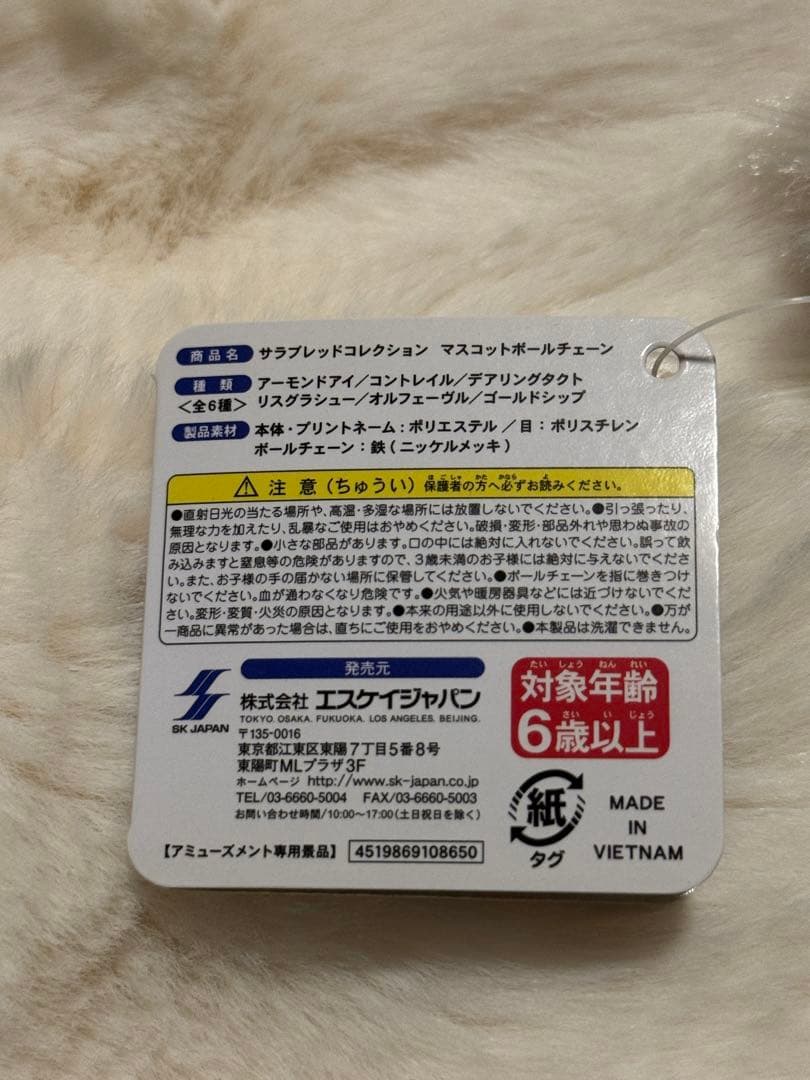 商品名 サラブレッドコレクション マスコットボールチェーン
種類 アーモンドアイ／コントレイル／デアリングタクト
<全6種> リスグラシュー／オルフェーヴル／ゴールドシップ
製品素材 本体・プリントネーム：ポリエステル／目：ポリスチレン
ボールチェーン：鉄(ニッケルメッキ)
⚠ 注意(ちゅうい) 保護者の方へ必ずお読みください。
ほごしゃ かた かなら よ
●直射日光の当たる場所や、高温・多湿な場所には放置しないでください。●引っ張ったり、
無理な力を加えたり、乱暴なご使用はおやめください。破損・変形・部品外れや思わぬ事故の
原因となります。●小さな部品があります。口の中には絶対に入れないでください。誤って飲
み込みますと窒息等の危険がありますので、3歳未満のお子様には絶対に与えないでくださ
い。また、お子様の手の届かない場所に保管してください。●ボールチェーンを指に巻きつけ
ないでください。血が通わなくなり危険です。●火気や暖房器具などには近づけないでくだ
さい。変形・変質・火災の原因となります。●本来の用途以外に使用しないでください。●万が
一商品に異常があった場合は、直ちにご使用をおやめください。●本製品は洗濯できません。
SK JAPAN
発売元
株式会社 エスケイジャパン
TOKYO. OSAKA. FUKUOKA. LOS ANGELES. BEIJING.
〒135-0016
東京都江東区東陽7丁目5番8号
東陽町MLプラザ3F
ホームページ http://www.sk-japan.co.jp
TEL/03-6660-5004 FAX/03-6660-5003
お問い合わせ時間/10:00～17:00(土日祝日を除く)
【アミューズメント専用景品】 4519869108650
たいしょうねんれい
対象年齢
さいいじょう
6歳以上
紙
タグ
MADE
IN
VIETNAM